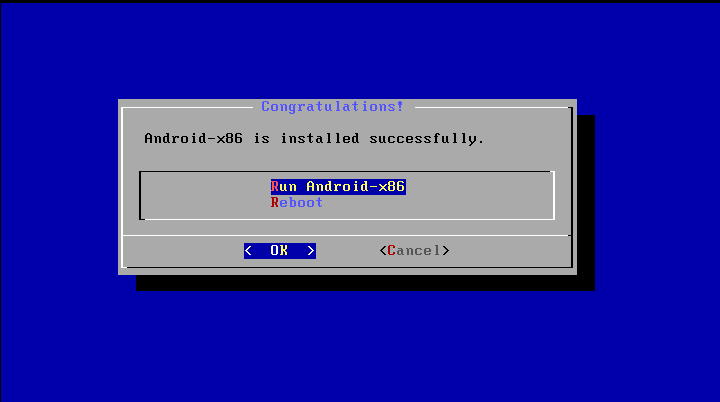 Congratulations!
Android-x86 is installed successfully.
Run Android-x86
Reboot
< OK > <Cancel>